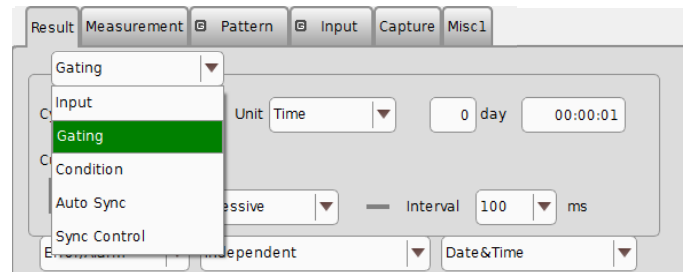 Result Measurement G Pattern G Input Capture Misc1
Gating
Input
Unit Time 0 day 00:00:01
Gating
Condition
Auto Sync
Interval 100 ms
Sync Control
Date&Time